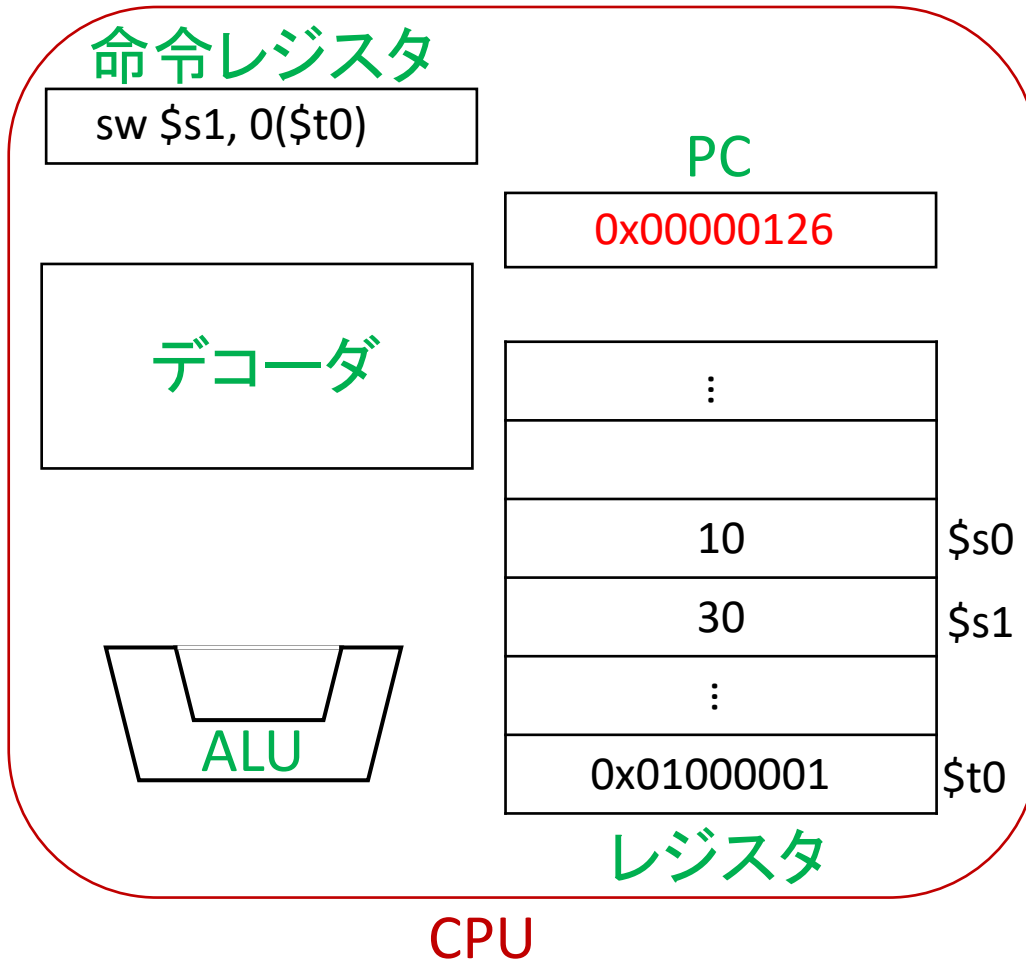 命令レジスタ
sw $s1, 0($t0)
PC
0x00000126
デコーダ
⋮
10 $s0
30 $s1
⋮
ALU
0x01000001 $t0
レジスタ
CPU